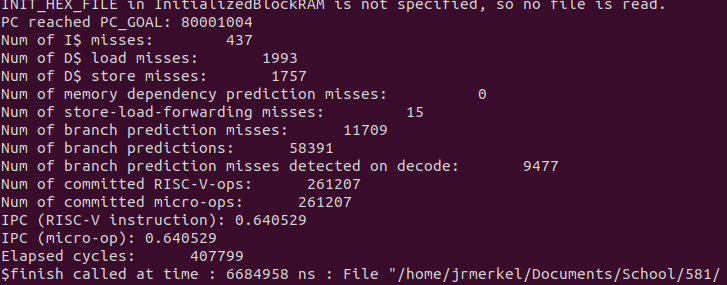 INIT_HEX_FILE in InitializedBlockRAM is not specified, so no file is read.
PC reached PC_GOAL: 80001004
Num of I$ misses:        437
Num of D$ load misses:       1993
Num of D$ store misses:       1757
Num of memory dependency prediction misses:          0
Num of store-load-forwarding misses:         15
Num of branch prediction misses:      11709
Num of branch predictions:      58391
Num of branch prediction misses detected on decode:       9477
Num of committed RISC-V-ops:      261207
Num of committed micro-ops:      261207
IPC (RISC-V instruction): 0.640529
IPC (micro-op): 0.640529
Elapsed cycles:      407799
$finish called at time : 6684958 ns : File "/home/jrmerkel/Documents/School/581/